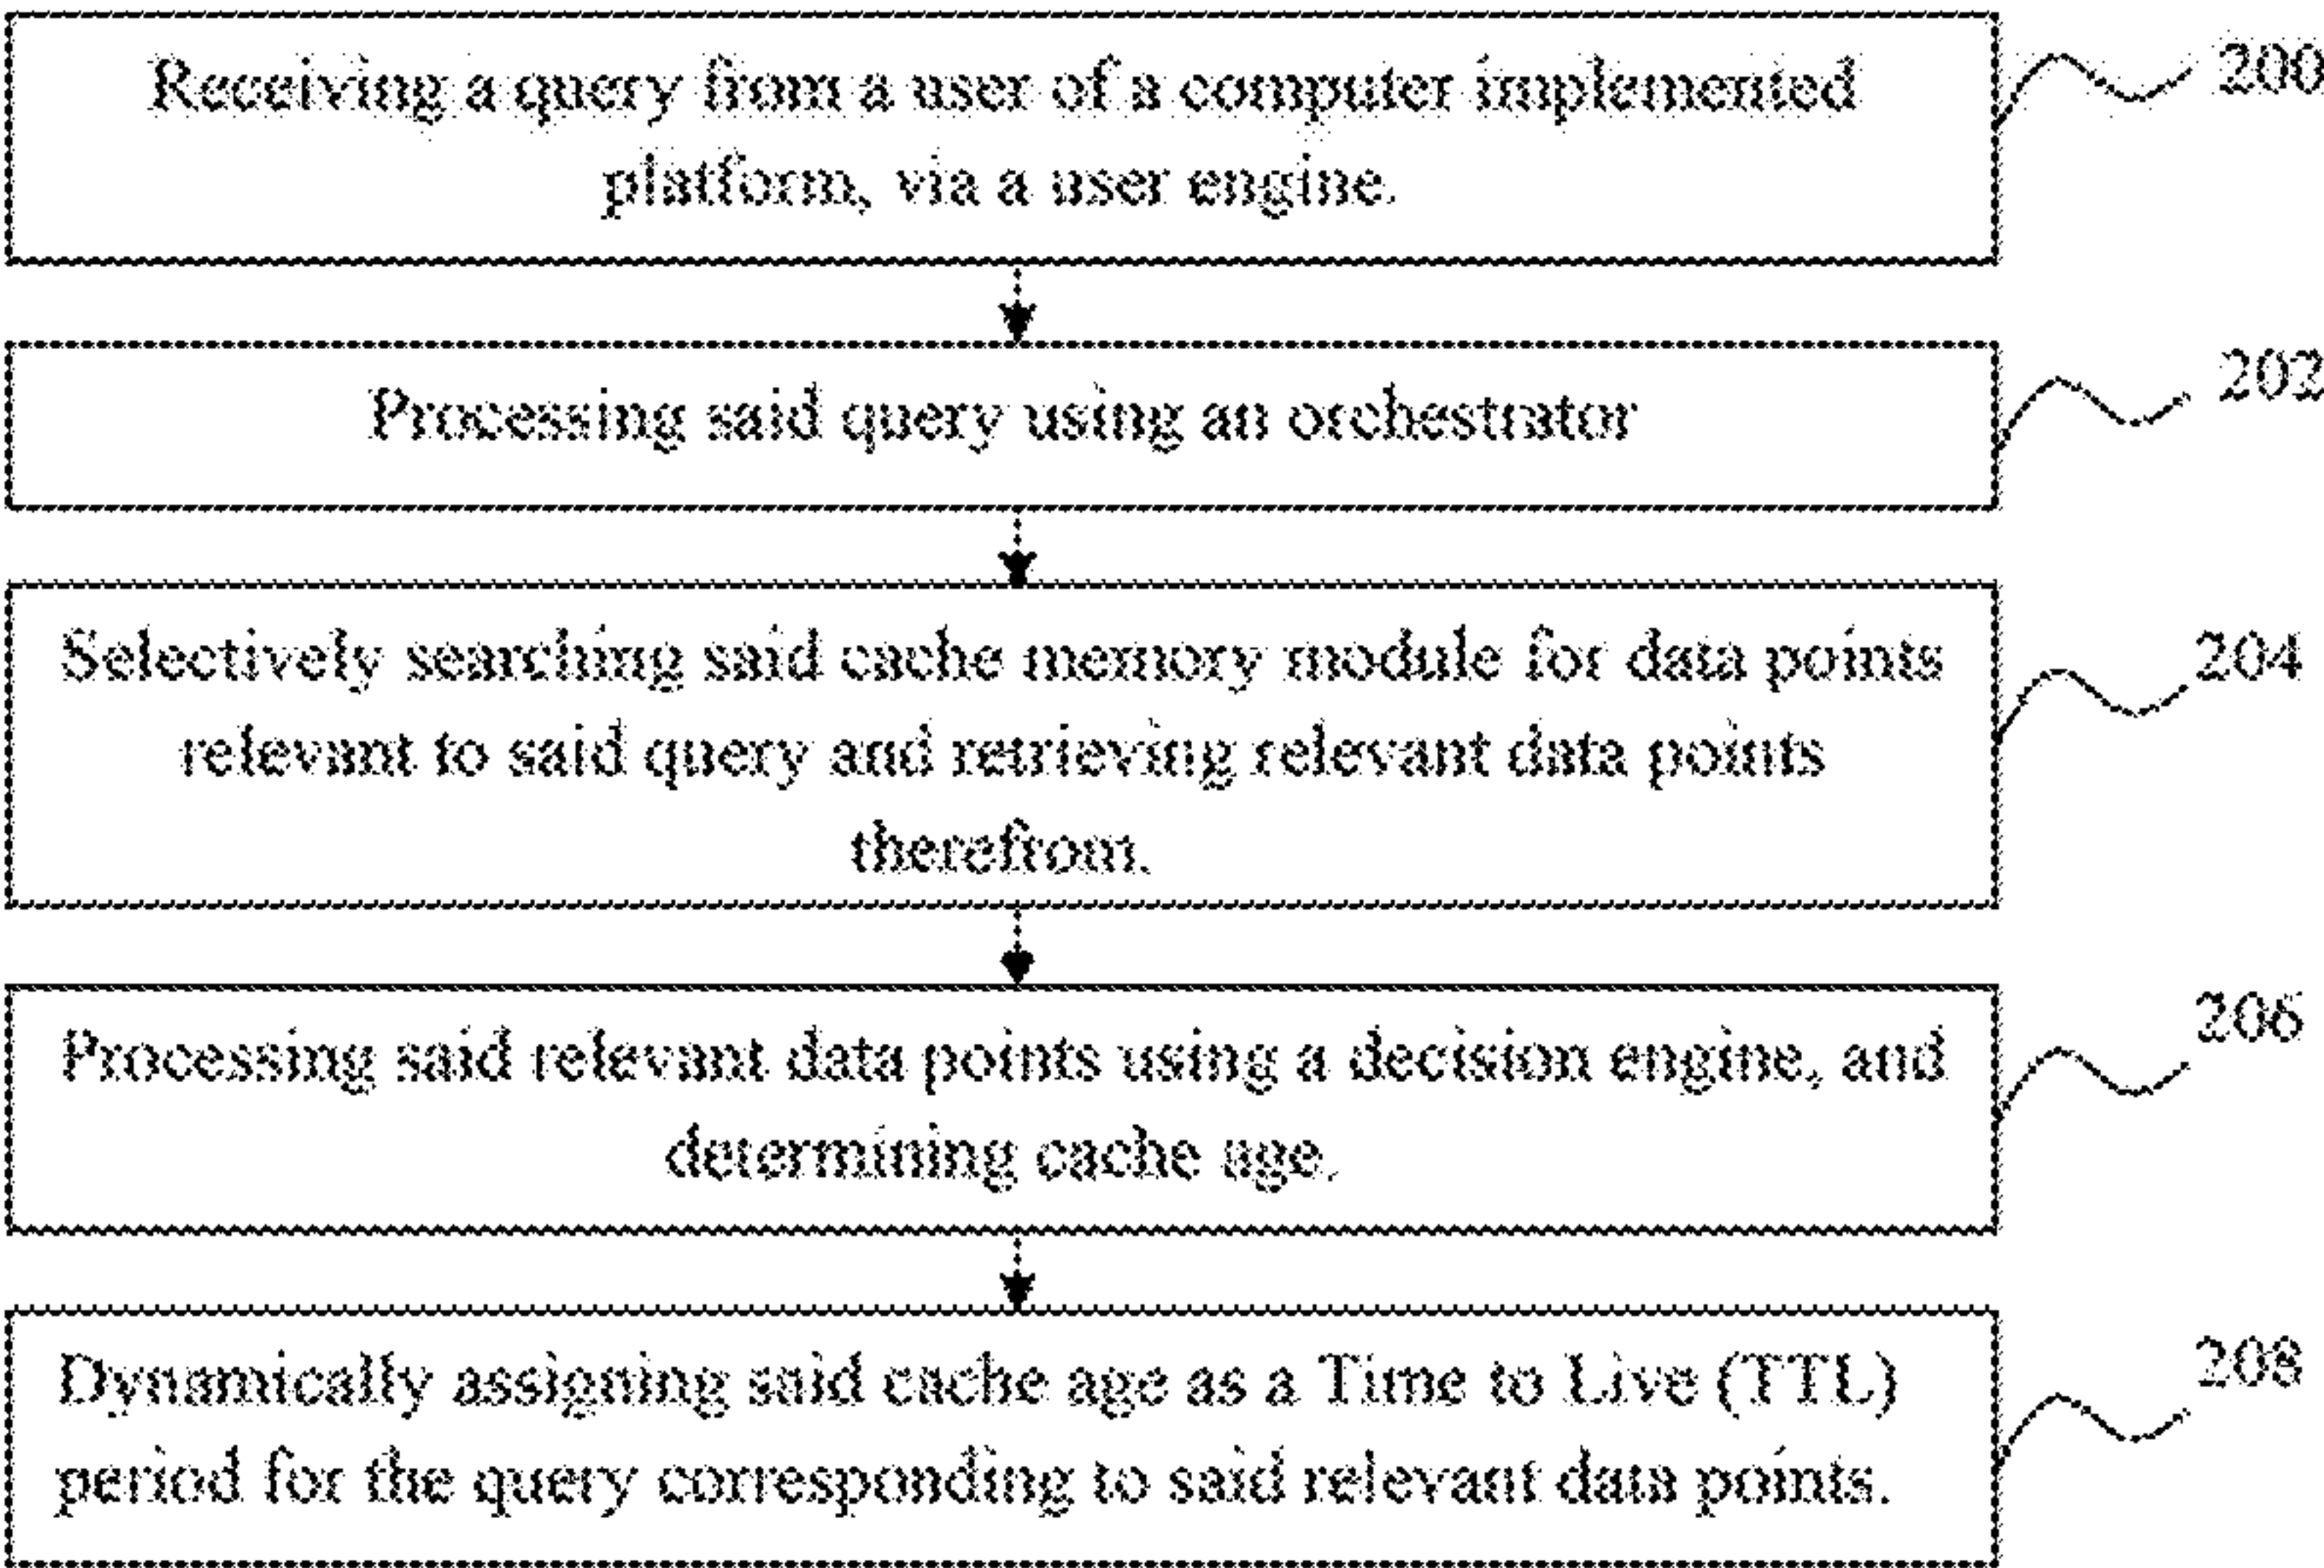 Receiving a query from a user of a computer implemented
platform, via a user engine.
200
Processing said query using an orchestrator
202
Selectively searching said cache memory module for data points
relevant to said query and retrieving relevant data points
therefrom.
204
Processing said relevant data points using a decision engine, and
determining cache age.
206
Dynamically assigning said cache age as a Time to Live (TTL)
period for the query corresponding to said relevant data points.
208